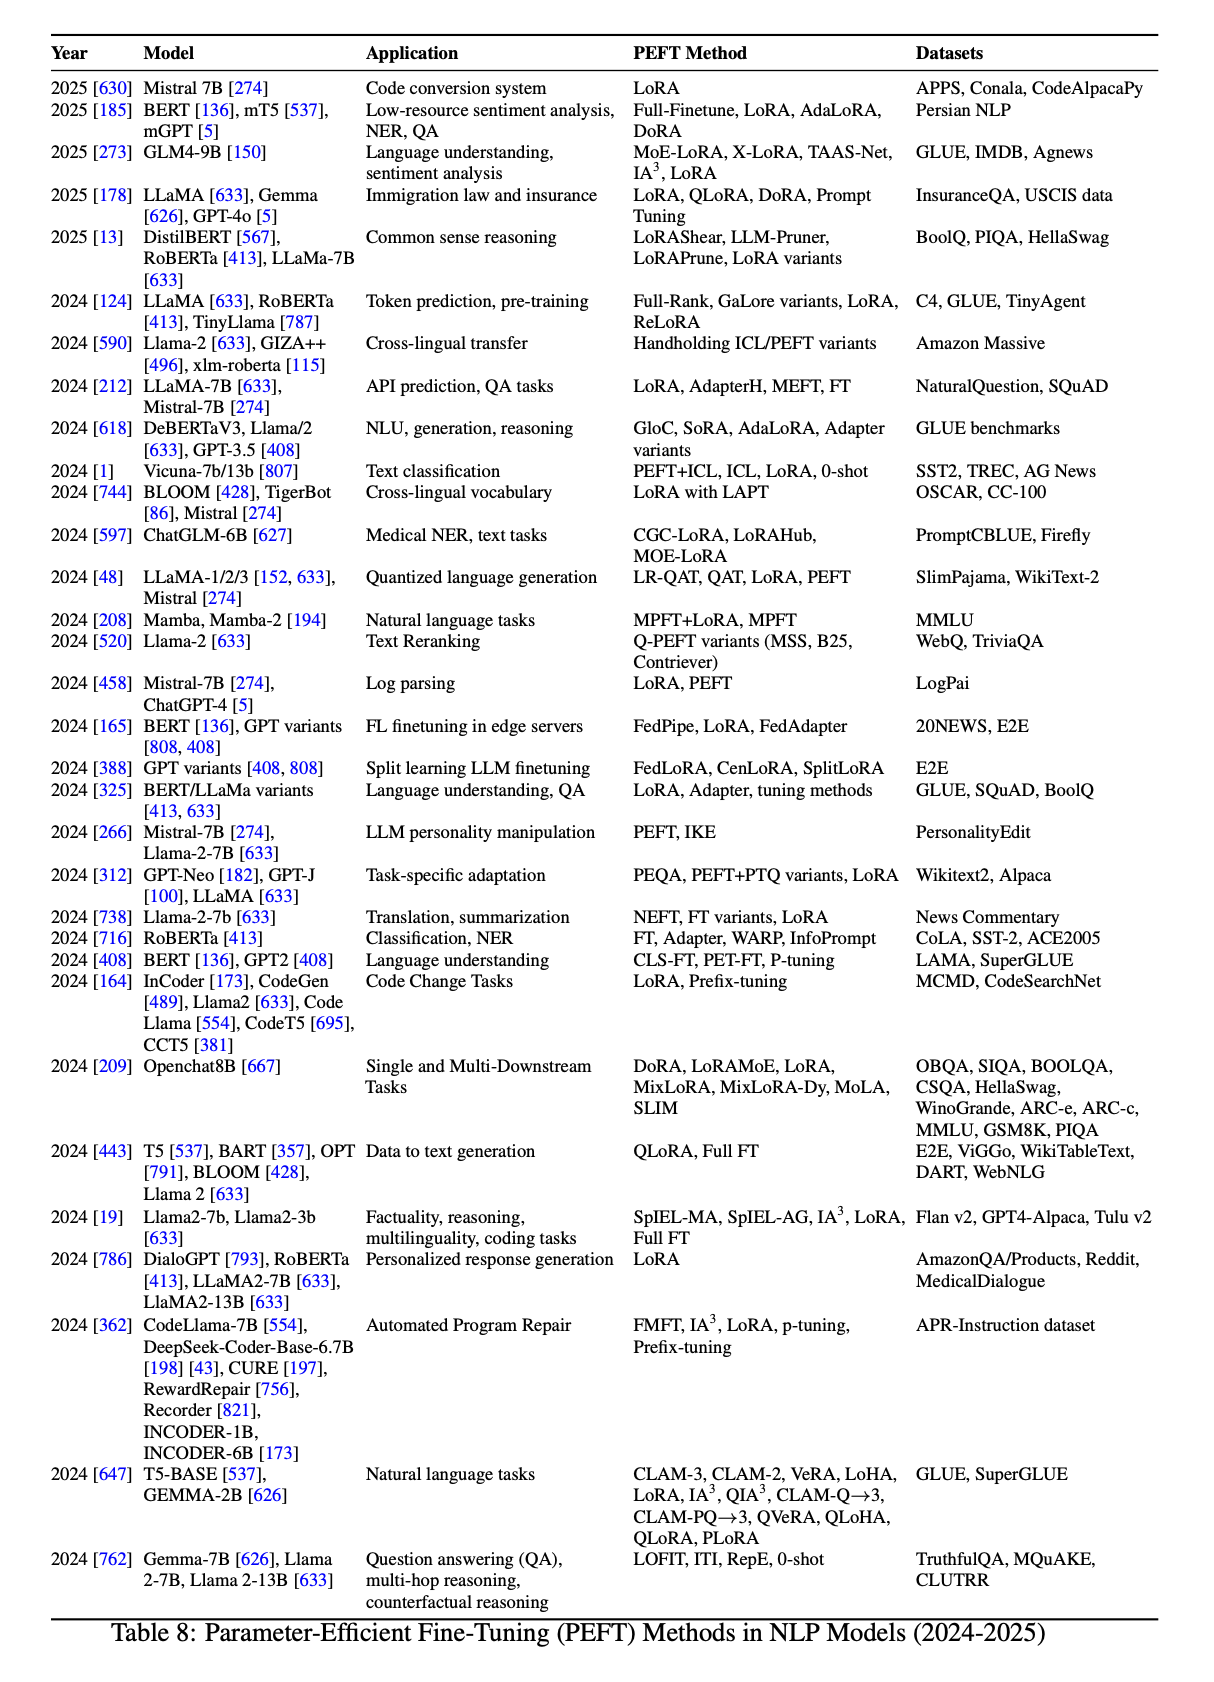 Year Model Application PEFT Method Datasets
2025 [630] Mistral 7B [274] Code conversion system LoRA APPS, Conala, CodeAlpacaPy
2025 [185] BERT [136], mT5 [537], Low-resource sentiment analysis, Full-Finetune, LoRA, AdaLoRA, Persian NLP
mGPT [5] NER, QA DoRA
2025 [273] GLM4-9B [150] Language understanding, MoE-LoRA, X-LoRA, TAAS-Net, GLUE, IMDB, Agnews
sentiment analysis IA³, LoRA
2025 [178] LLaMA [633], Gemma Immigration law and insurance LoRA, QLoRA, DoRA, Prompt InsuranceQA, USCIS data
[626], GPT-4o [5] Tuning
2025 [13] DistilBERT [567], Common sense reasoning LoRAShear, LLM-Pruner, BoolQ, PIQA, HellaSwag
RoBERTa [413], LLaMa-7B LoRAPrune, LoRA variants
[633]
2024 [124] LLaMA [633], RoBERTa Token prediction, pre-training Full-Rank, GaLore variants, LoRA, C4, GLUE, TinyAgent
[413], TinyLlama [787] ReLoRA
2024 [590] Llama-2 [633], GIZA++ Cross-lingual transfer Handholding ICL/PEFT variants Amazon Massive
[496], xlm-roberta [115]
2024 [212] LLaMA-7B [633], API prediction, QA tasks LoRA, AdapterH, MEFT, FT NaturalQuestion, SQuAD
Mistral-7B [274]
2024 [618] DeBERTaV3, Llama/2 NLU, generation, reasoning GloC, SoRA, AdaLoRA, Adapter GLUE benchmarks
[633], GPT-3.5 [408] variants
2024 [1] Vicuna-7b/13b [807] Text classification PEFT+ICL, ICL, LoRA, 0-shot SST2, TREC, AG News
2024 [744] BLOOM [428], TigerBot Cross-lingual vocabulary LoRA with LAPT OSCAR, CC-100
[86], Mistral [274]
2024 [597] ChatGLM-6B [627] Medical NER, text tasks CGC-LoRA, LoRAHub, PromptCBLUE, Firefly
MOE-LoRA
2024 [48] LLaMA-1/2/3 [152, 633], Quantized language generation LR-QAT, QAT, LoRA, PEFT SlimPajama, WikiText-2
Mistral [274]
2024 [208] Mamba, Mamba-2 [194] Natural language tasks MPFT+LoRA, MPFT MMLU
2024 [520] Llama-2 [633] Text Reranking Q-PEFT variants (MSS, B25, WebQ, TriviaQA
Contriever)
2024 [458] Mistral-7B [274], Log parsing LoRA, PEFT LogPai
ChatGPT-4 [5]
2024 [165] BERT [136], GPT variants FL finetuning in edge servers FedPipe, LoRA, FedAdapter 20NEWS, E2E
[808, 408]
2024 [388] GPT variants [408, 808] Split learning LLM finetuning FedLoRA, CenLoRA, SplitLoRA E2E
2024 [325] BERT/LLaMa variants Language understanding, QA LoRA, Adapter, tuning methods GLUE, SQuAD, BoolQ
[413, 633]
2024 [266] Mistral-7B [274], LLM personality manipulation PEFT, IKE PersonalityEdit
Llama-2-7B [633]
2024 [312] GPT-Neo [182], GPT-J Task-specific adaptation PEQA, PEFT+PTQ variants, LoRA Wikitext2, Alpaca
[100], LLaMA [633]
2024 [738] Llama-2-7b [633] Translation, summarization NEFT, FT variants, LoRA News Commentary
2024 [716] RoBERTa [413] Classification, NER FT, Adapter, WARP, InfoPrompt CoLA, SST-2, ACE2005
2024 [408] BERT [136], GPT2 [408] Language understanding CLS-FT, PET-FT, P-tuning LAMA, SuperGLUE
2024 [164] InCoder [173], CodeGen Code Change Tasks LoRA, Prefix-tuning MCMD, CodeSearchNet
[489], Llama2 [633], Code
Llama [554], CodeT5 [695],
CCT5 [381]
2024 [209] Openchat8B [667] Single and Multi-Downstream DoRA, LoRAMoE, LoRA, OBQA, SIQA, BOOLQA,
Tasks MixLoRA, MixLoRA-Dy, MoLA, CSQA, HellaSwag,
SLIM WinoGrande, ARC-e, ARC-c,
MMLU, GSM8K, PIQA
2024 [443] T5 [537], BART [357], OPT Data to text generation QLoRA, Full FT E2E, ViGGo, WikiTableText,
[791], BLOOM [428], DART, WebNLG
Llama 2 [633]
2024 [19] Llama2-7b, Llama2-3b Factuality, reasoning, SpIEL-MA, SpIEL-AG, IA³, LoRA, Flan v2, GPT4-Alpaca, Tulu v2
[633] multilinguality, coding tasks Full FT
2024 [786] DialoGPT [793], RoBERTa Personalized response generation LoRA AmazonQA/Products, Reddit,
[413], LLaMA2-7B [633], MedicalDialogue
LlaMA2-13B [633]
2024 [362] CodeLlama-7B [554], Automated Program Repair FMFT, IA³, LoRA, p-tuning, APR-Instruction dataset
DeepSeek-Coder-Base-6.7B Prefix-tuning
[198] [43], CURE [197],
RewardRepair [756],
Recorder [821],
INCODER-1B,
INCODER-6B [173]
2024 [647] T5-BASE [537], Natural language tasks CLAM-3, CLAM-2, VeRA, LoHA, GLUE, SuperGLUE
GEMMA-2B [626] LoRA, IA³, QIA³, CLAM-Q→3,
CLAM-PQ→3, QVeRA, QLoHA,
QLoRA, PLoRA
2024 [762] Gemma-7B [626], Llama Question answering (QA), LOFIT, ITI, RepE, 0-shot TruthfulQA, MQuAKE,
2-7B, Llama 2-13B [633] multi-hop reasoning, CLUTRR
counterfactual reasoning
Table 8: Parameter-Efficient Fine-Tuning (PEFT) Methods in NLP Models (2024-2025)